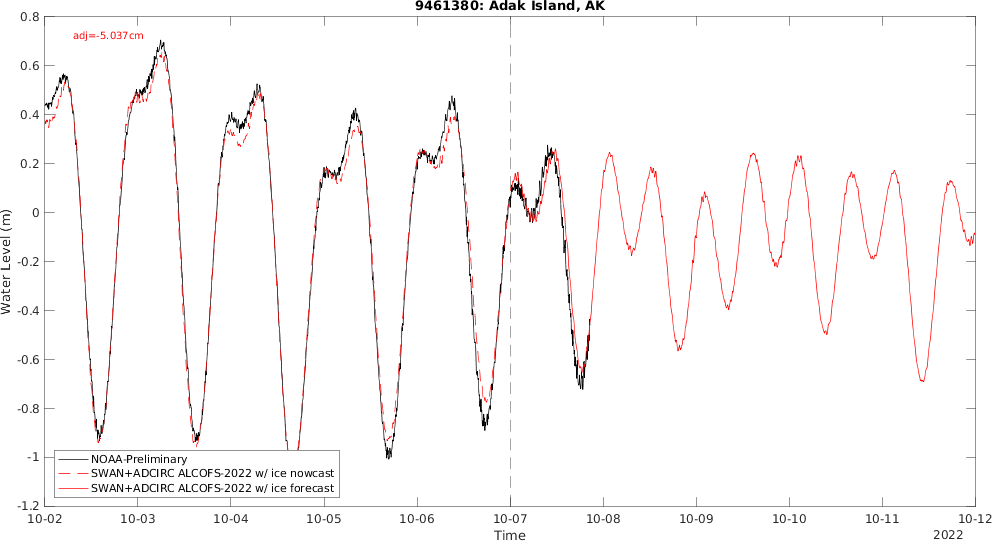 9461380: Adak Island, AK
adj=-5.037cm
0.8
0.6
0.4
0.2
0
-0.2
-0.4
-0.6
-0.8
-1
-1.2
Water Level (m)
NOAA-Preliminary
SWAN+ADCIRC ALCOFS-2022 w/ ice nowcast
SWAN+ADCIRC ALCOFS-2022 w/ ice forecast
10-02 10-03 10-04 10-05 10-06 10-07 10-08 10-09 10-10 10-11 10-12
Time
2022